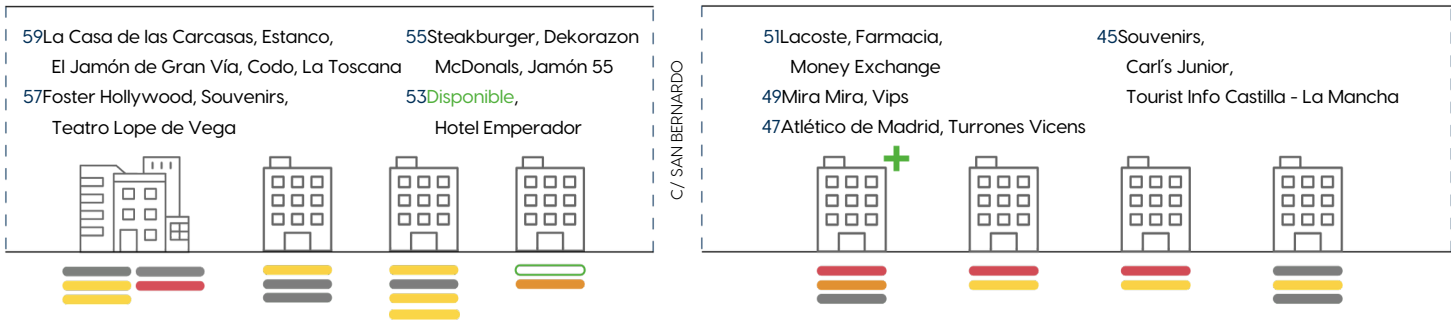 59La Casa de las Carcasas, Estanco,
El Jamón de Gran Vía, Codo, La Toscana
57Foster Hollywood, Souvenirs,
Teatro Lope de Vega
55Steakburger, Dekorazon
McDonals, Jamón 55
53Disponible,
Hotel Emperador
C/ SAN BERNARDO
51Lacoste, Farmacia,
Money Exchange
49Mira Mira, Vips
47Atlético de Madrid, Turrones Vicens
45Souvenirs,
Carl´s Junior,
Tourist Info Castilla - La Mancha